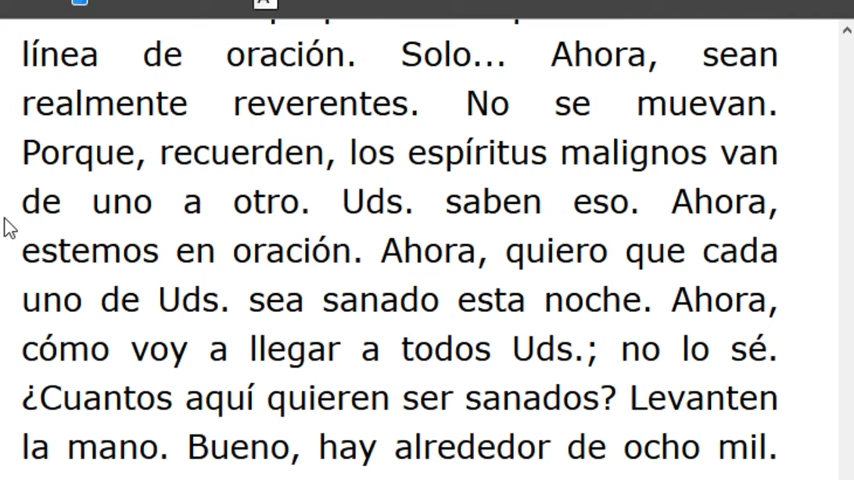 línea de oración. Solo... Ahora, sean
realmente reverentes. No se muevan.
Porque, recuerden, los espíritus malignos van
de uno a otro. Uds. saben eso. Ahora,
estemos en oración. Ahora, quiero que cada
uno de Uds. sea sanado esta noche. Ahora,
cómo voy a llegar a todos Uds.; no lo sé.
¿Cuantos aquí quieren ser sanados? Levanten
la mano. Bueno, hay alrededor de ocho mil.